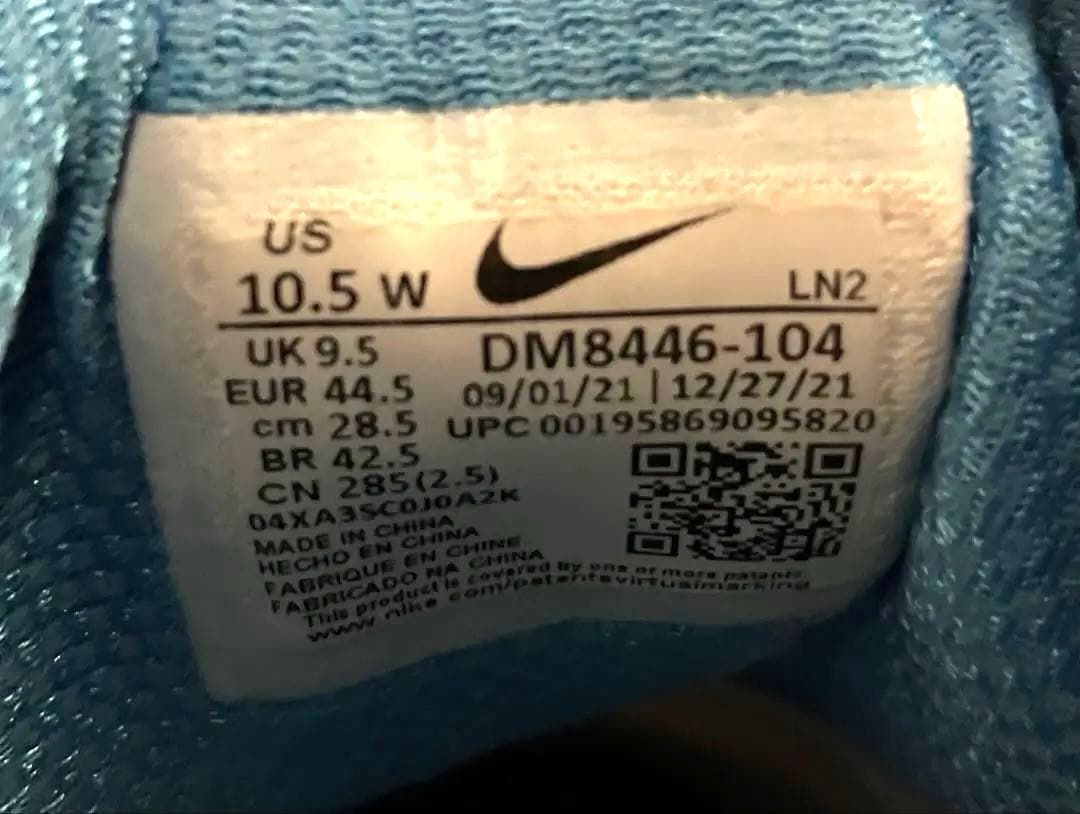 US
10.5 W
LN2
UK 9.5
DM8446-104
EUR 44.5
09/01/21 | 12/27/21
cm 28.5
UPC 00195869095820
BR 42.5
CN 285(2.5)
04XA3SC0J0A2K
MADE IN CHINA
HECHO EN CHINA
FABRIQUE EN CHINE
FABRICADO NA CHINA
This product is covered by one or more patents
www.nike.com/patentsvirtualmarking